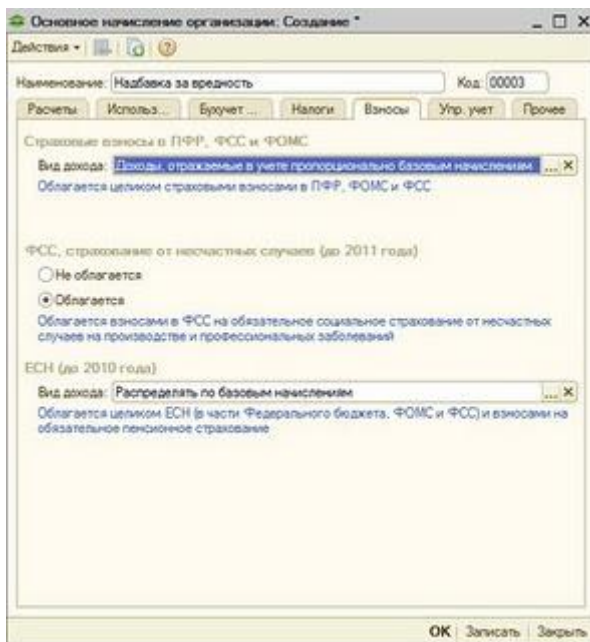 Основное начисление организации: Создание *
Действия
Наименование: Надбавка за вредность Код: 00003
Расчеты Использ... Бухучет ... Налоги Взносы Упр. учет Прочее
Страховые взносы в ПФР, ФСС и ФОМС
Вид дохода: Доходы, отражаемые в учете пропорционально базовым начислениям ... ×
Облагается целиком страховыми взносами в ПФР, ФОМС и ФСС
ФСС, страхование от несчастных случаев (до 2011 года)
Не облагается
Облагается
Облагается взносами в ФСС на обязательное социальное страхование от несчастных
случаев на производстве и профессиональных заболеваний
ЕСН (до 2010 года)
Вид дохода: Распределять по базовым начислениям ... ×
Облагается целиком ЕСН (в части Федерального бюджета, ФОМС и ФСС) и взносами на
обязательное пенсионное страхование
OK Записать Закрыть